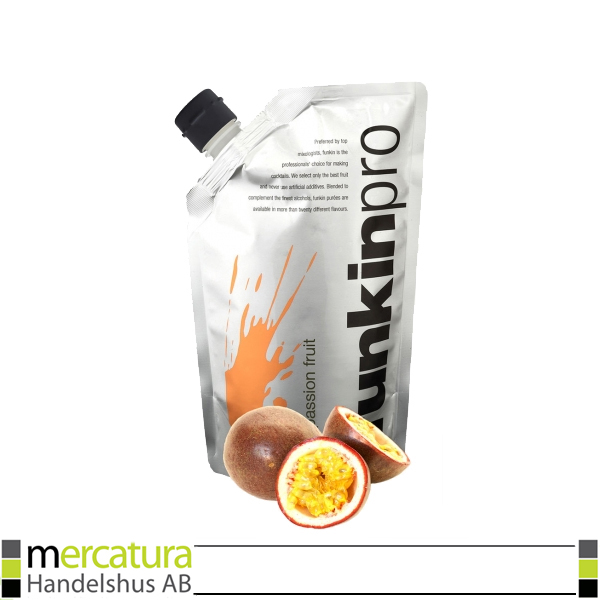 Preferred by top
mixologists, funkin is the
professionals' choice for making
cocktails. We select only the best fruit
and never use artificial additives. Blended to
complement the finest alcohols, funkin purées are
available in more than twenty different flavours.
unkinpro
passion fruit
mercatura
Handelshus AB